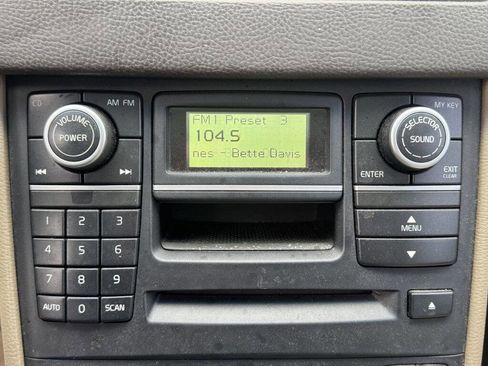 CD
AM FM
VOLUME
POWER
FM1 Preset 3
104.5
nes - Bette Davis
MY KEY
SELECTOR
SOUND
ENTER
EXIT
CLEAR
1 2 3
4 5 6
7 8 9
AUTO 0 SCAN
MENU